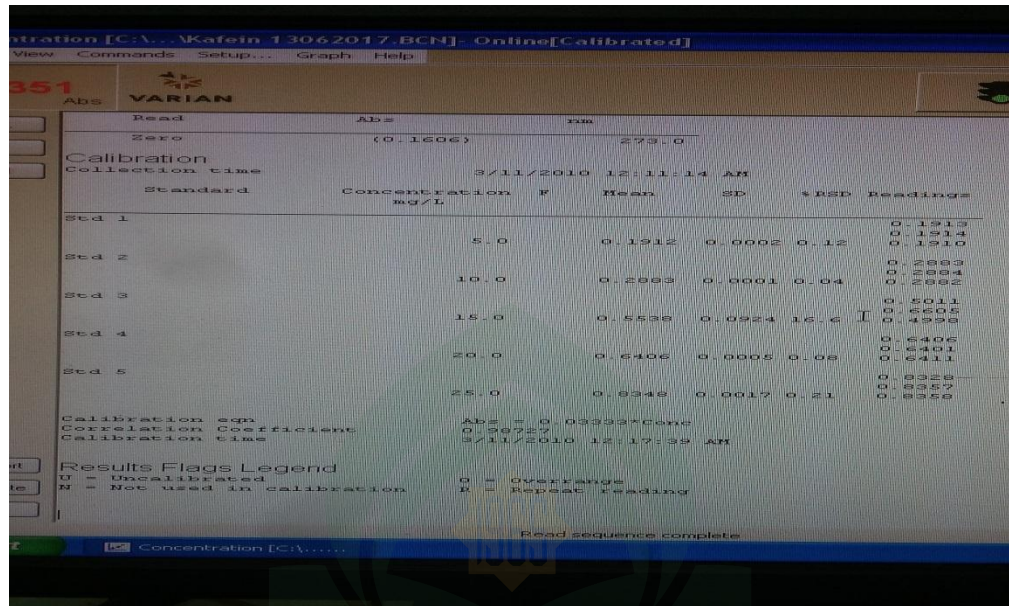 ntration [C:\...\Kafein 13062017.BCN]- Online[Calibrated]
View Commands Setup... Graph Help
351
Abs VARIAN
Read Abs nm
Zero (0.1606) 273.0
Calibration
Collection time 3/11/2010 12:11:14 AM
Standard Concentration F Mean SD %RSD Readings
mg/L
Std 1
0.1913
0.1914
5.0 0.1912 0.0002 0.12 0.1910
Std 2
0.2883
0.2884
10.0 0.2883 0.0001 0.04 0.2882
Std 3
0.5011
0.6605
15.0 0.5538 0.0924 16.6 0.4998
Std 4
0.6406
0.6401
20.0 0.6406 0.0005 0.08 0.6411
Std 5
0.8328
0.8357
25.0 0.8348 0.0017 0.21 0.8358
Calibration eqn Abs = 0.03333*Conc
Correlation Coefficient
Calibration time 3/11/2010 12:17:39 AM
Results Flags Legend
U = Uncalibrated O = Overrange
N = Not used in calibration R = Repeat reading
Read sequence complete
Concentration [C:\......